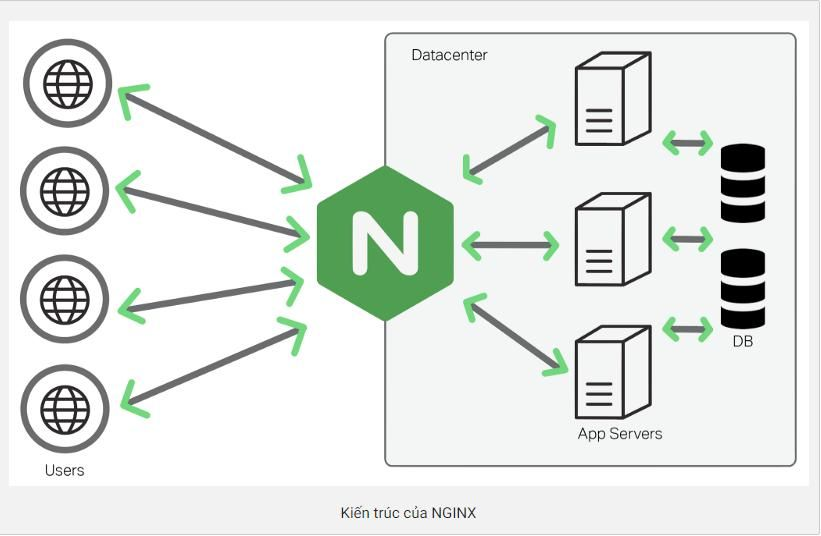 Datacenter
N
DB
App Servers
Users
Kiến trúc của NGINX